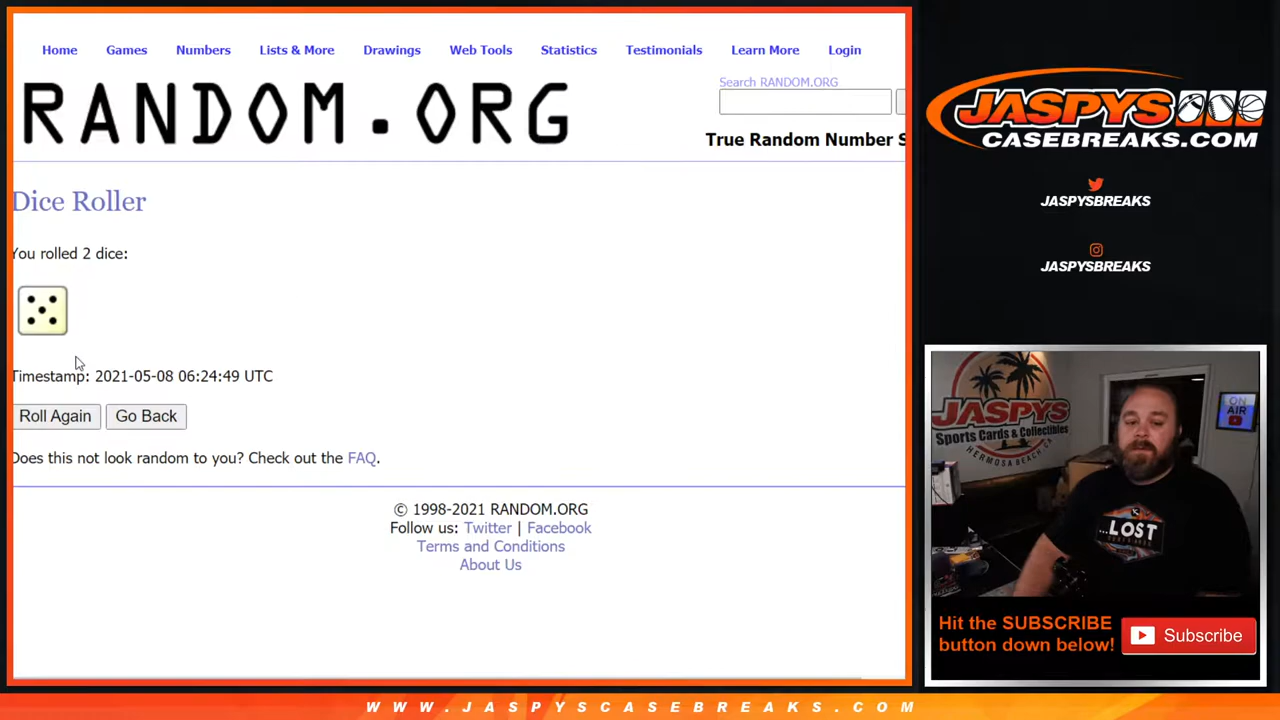 Home Games Numbers Lists & More Drawings Web Tools Statistics Testimonials Learn More Login
RANDOM.ORG
Search RANDOM.ORG
True Random Number S
Dice Roller
You rolled 2 dice:
Timestamp: 2021-05-08 06:24:49 UTC
Roll Again Go Back
Does this not look random to you? Check out the FAQ.
© 1998-2021 RANDOM.ORG
Follow us: Twitter | Facebook
Terms and Conditions
About Us
JASPYS
CASEBREAKS.COM
JASPYSBREAKS
JASPYSBREAKS
JASPYS
Sports Cards & Collectibles
HERMOSA BEACH, CA
ON
AIR
...LOST
Hit the SUBSCRIBE
button down below!
Subscribe
WWW.JASPYSCASEBREAKS.COM